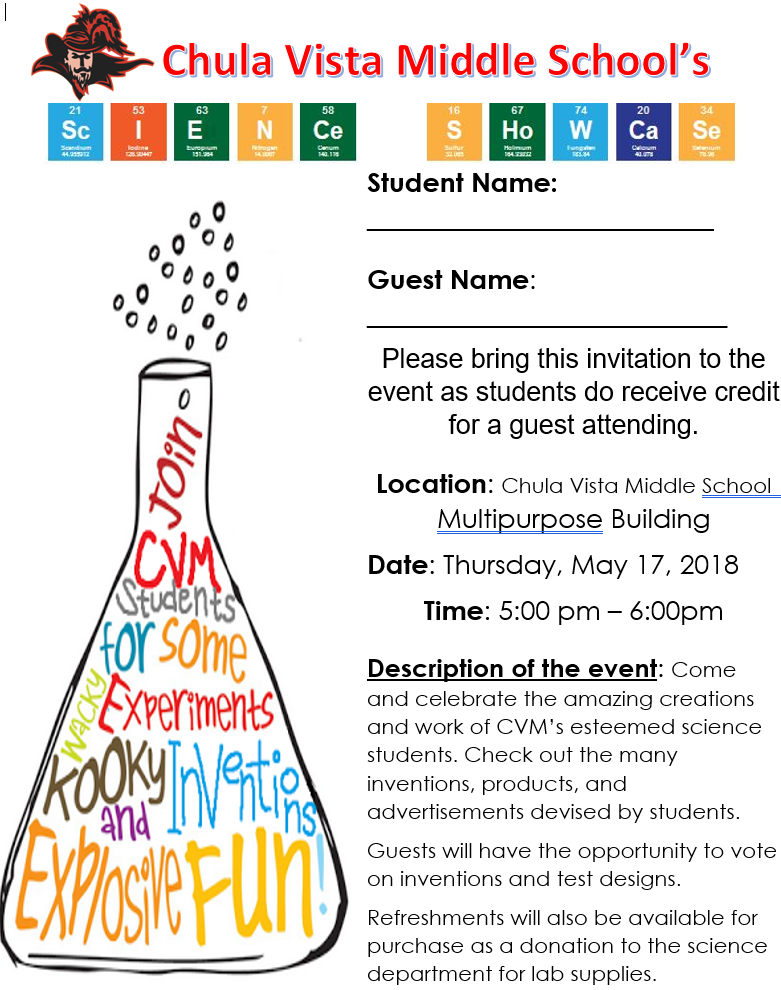 Chula Vista Middle School's
21 53 63 7 58 16 67 74 20 34
Sc I E N Ce S Ho W Ca Se
Scandium Iodine Europium Nitrogen Cerium Sulfur Holmium Tungsten Calcium Selenium
44.955912 126.90447 151.964 14.0067 140.116 32.065 164.93032 183.84 40.078 78.96
Student Name:
Guest Name:
Please bring this invitation to the
event as students do receive credit
for a guest attending.
Location: Chula Vista Middle School
Multipurpose Building
Date: Thursday, May 17, 2018
Time: 5:00 pm – 6:00pm
Description of the event: Come
and celebrate the amazing creations
and work of CVM's esteemed science
students. Check out the many
inventions, products, and
advertisements devised by students.
Guests will have the opportunity to vote
on inventions and test designs.
Refreshments will also be available for
purchase as a donation to the science
department for lab supplies.
Join
CVM
Students
for some
wacky
Experiments
Kooky Inventions
and
Explosive Fun!